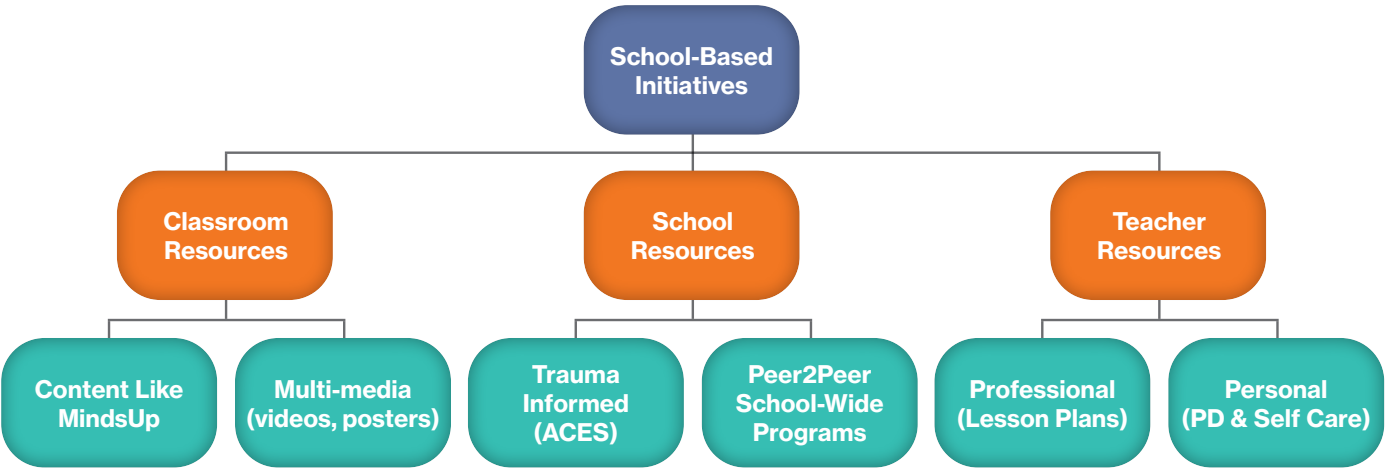 School-Based
Initiatives
Classroom
Resources
School
Resources
Teacher
Resources
Content Like
MindsUp
Multi-media
(videos, posters)
Trauma
Informed
(ACES)
Peer2Peer
School-Wide
Programs
Professional
(Lesson Plans)
Personal
(PD & Self Care)